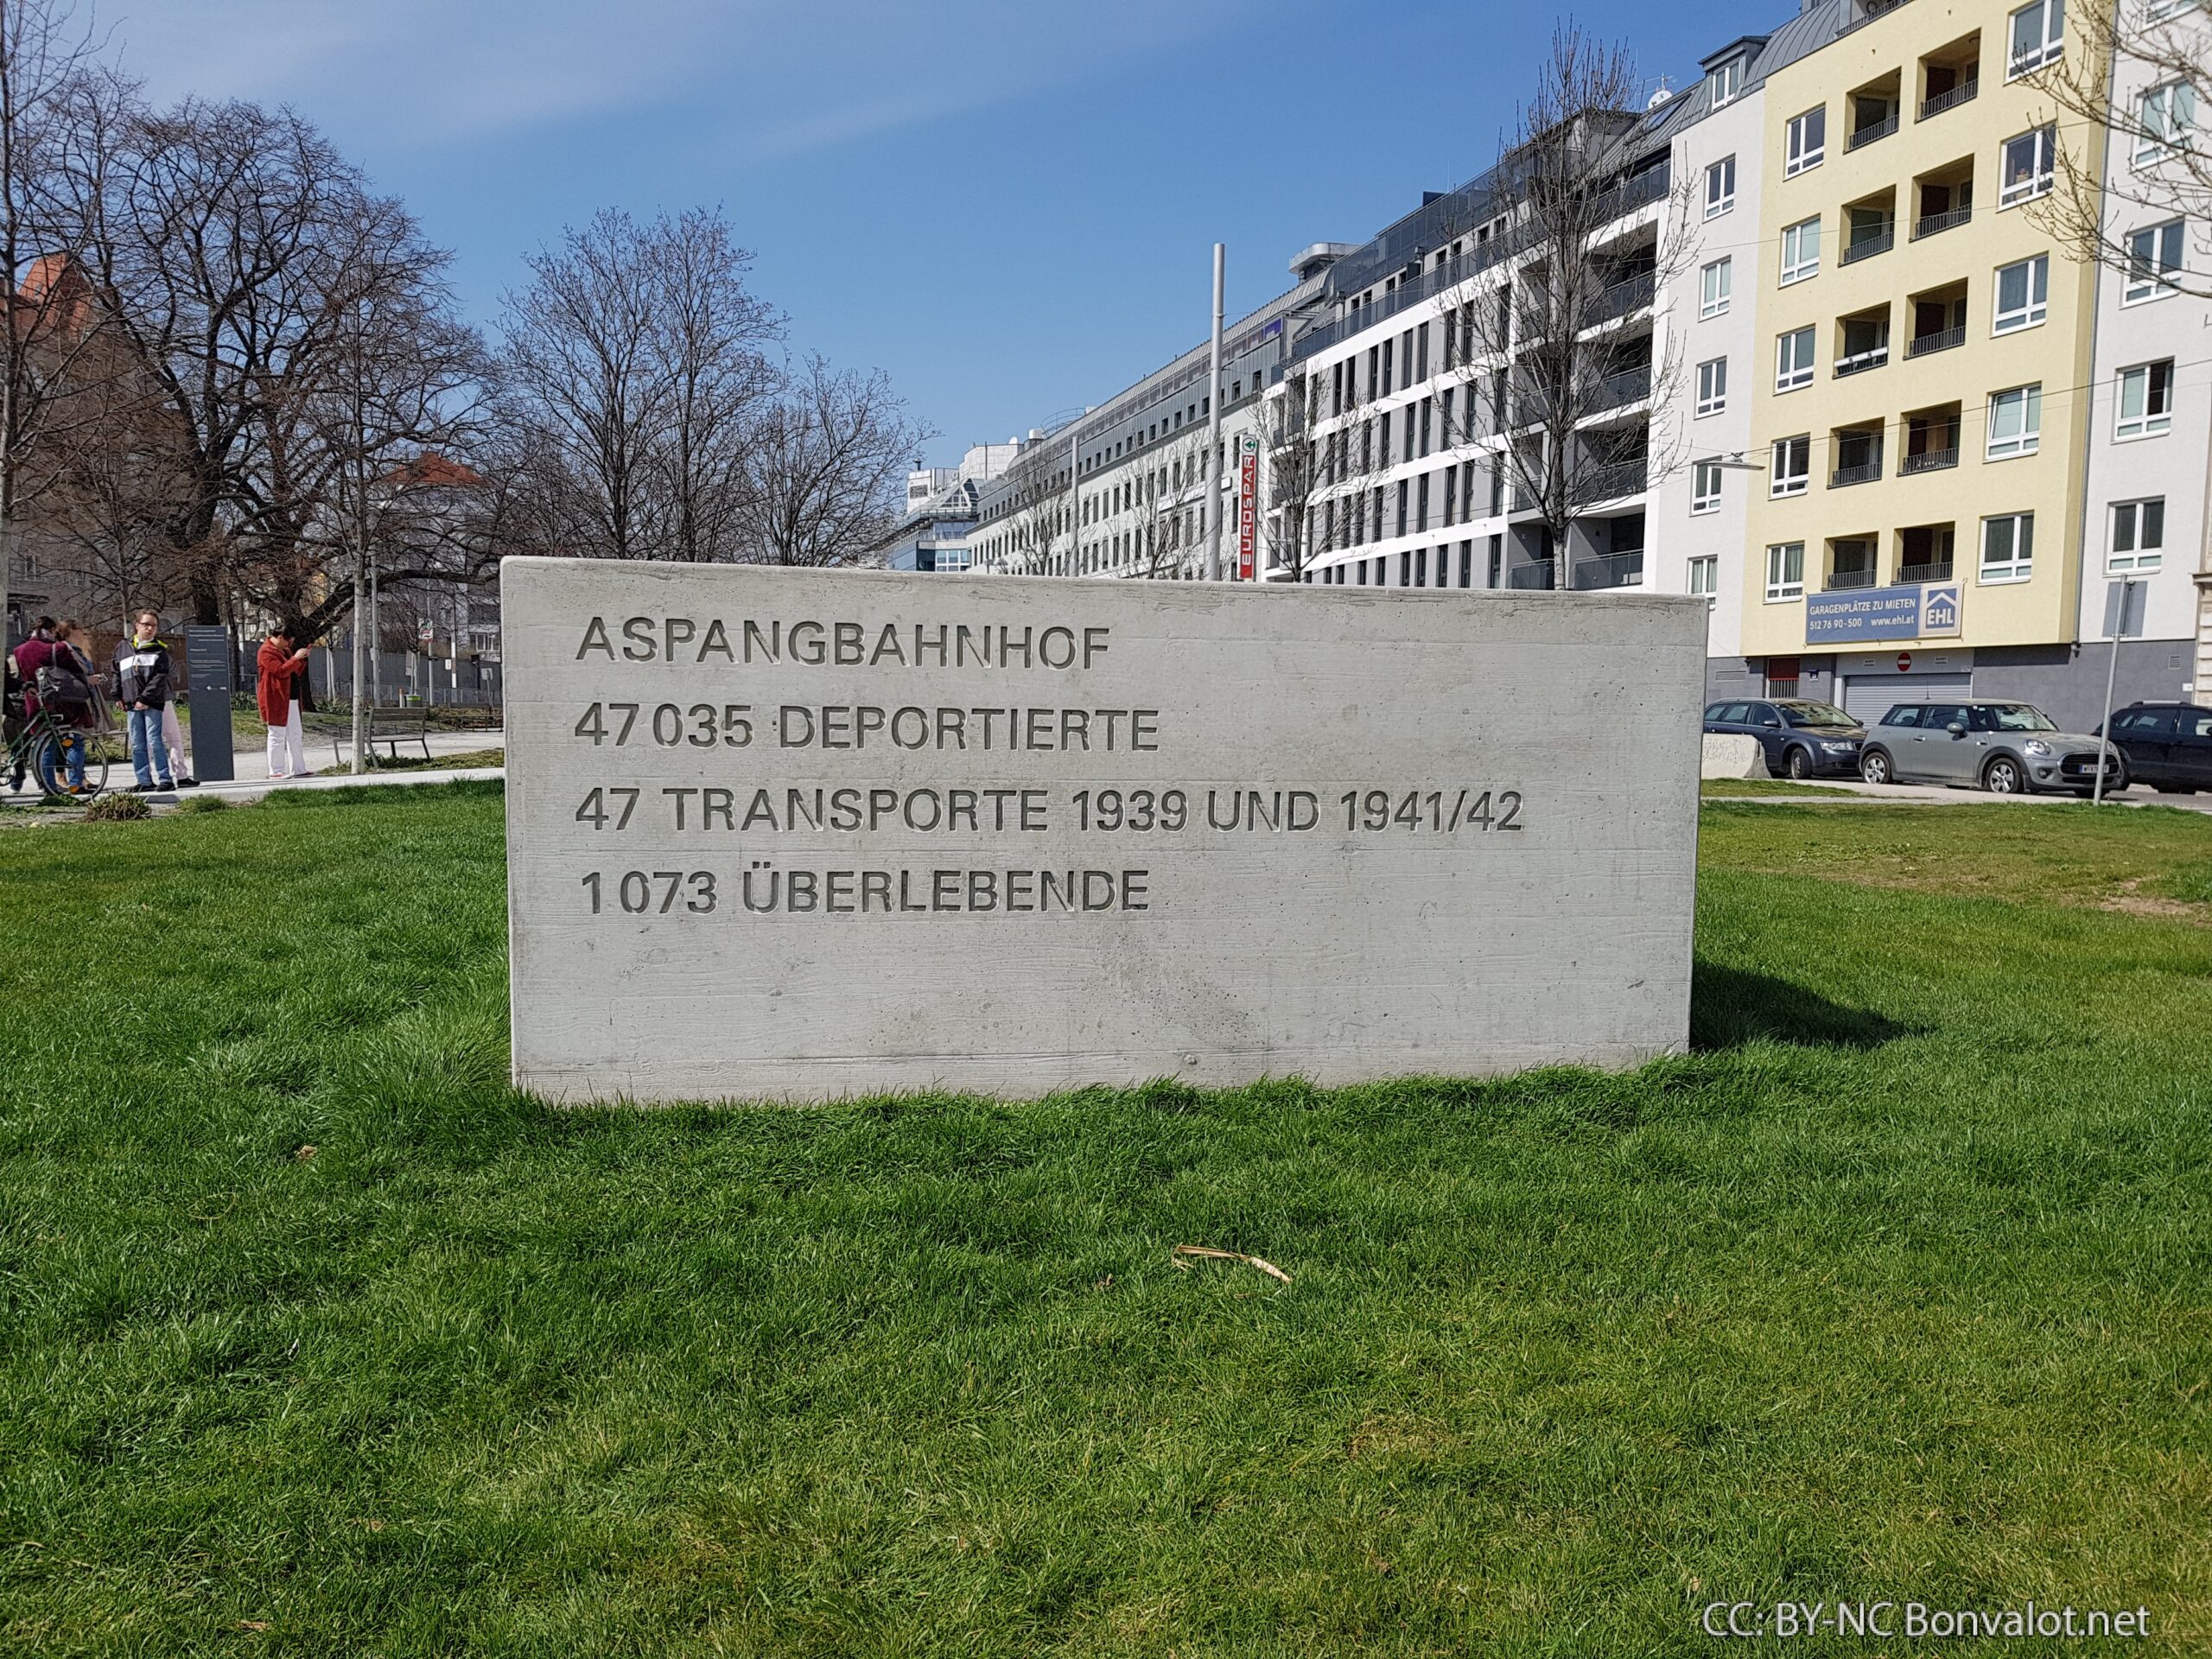 ASPANGBAHNHOF
47 035 DEPORTIERTE
47 TRANSPORTE 1939 UND 1941/42
1 073 ÜBERLEBENDE
EUROSPAR
GARAGENPLÄTZE ZU MIETEN
512 76 90-500 www.ehl.at
EHL
CC: BY-NC Bonvalot.net